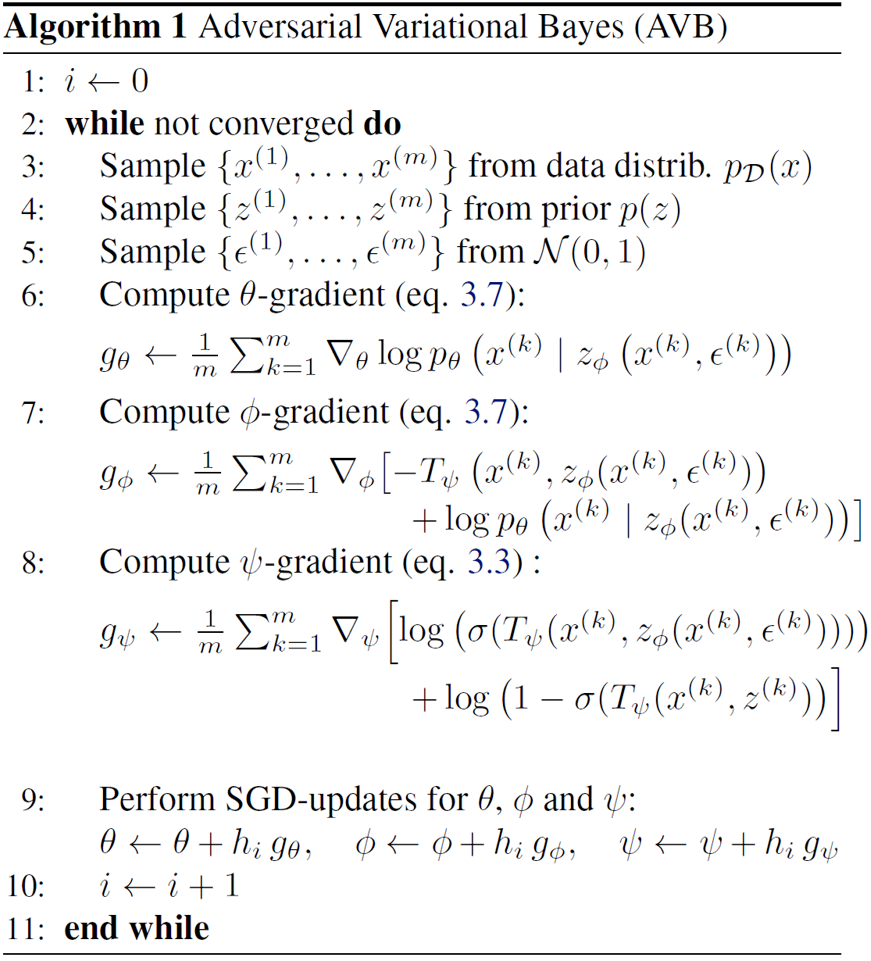 Algorithm 1 Adversarial Variational Bayes (AVB)
1: i ← 0
2: while not converged do
3: Sample {x^(1), . . . , x^(m)} from data distrib. p_𝒟(x)
4: Sample {z^(1), . . . , z^(m)} from prior p(z)
5: Sample {ϵ^(1), . . . , ϵ^(m)} from 𝒩(0, 1)
6: Compute θ-gradient (eq. 3.7):
g_θ ← 1/m ∑_{k=1}^m ∇_θ log p_θ (x^(k) | z_ϕ (x^(k), ϵ^(k)))
7: Compute ϕ-gradient (eq. 3.7):
g_ϕ ← 1/m ∑_{k=1}^m ∇_ϕ [−T_ψ (x^(k), z_ϕ(x^(k), ϵ^(k)))
+ log p_θ (x^(k) | z_ϕ(x^(k), ϵ^(k)))]
8: Compute ψ-gradient (eq. 3.3) :
g_ψ ← 1/m ∑_{k=1}^m ∇_ψ [log (σ(T_ψ(x^(k), z_ϕ(x^(k), ϵ^(k)))))
+ log (1 − σ(T_ψ(x^(k), z^(k)))]
9: Perform SGD-updates for θ, ϕ and ψ:
θ ← θ + h_i g_θ, ϕ ← ϕ + h_i g_ϕ, ψ ← ψ + h_i g_ψ
10: i ← i + 1
11: end while